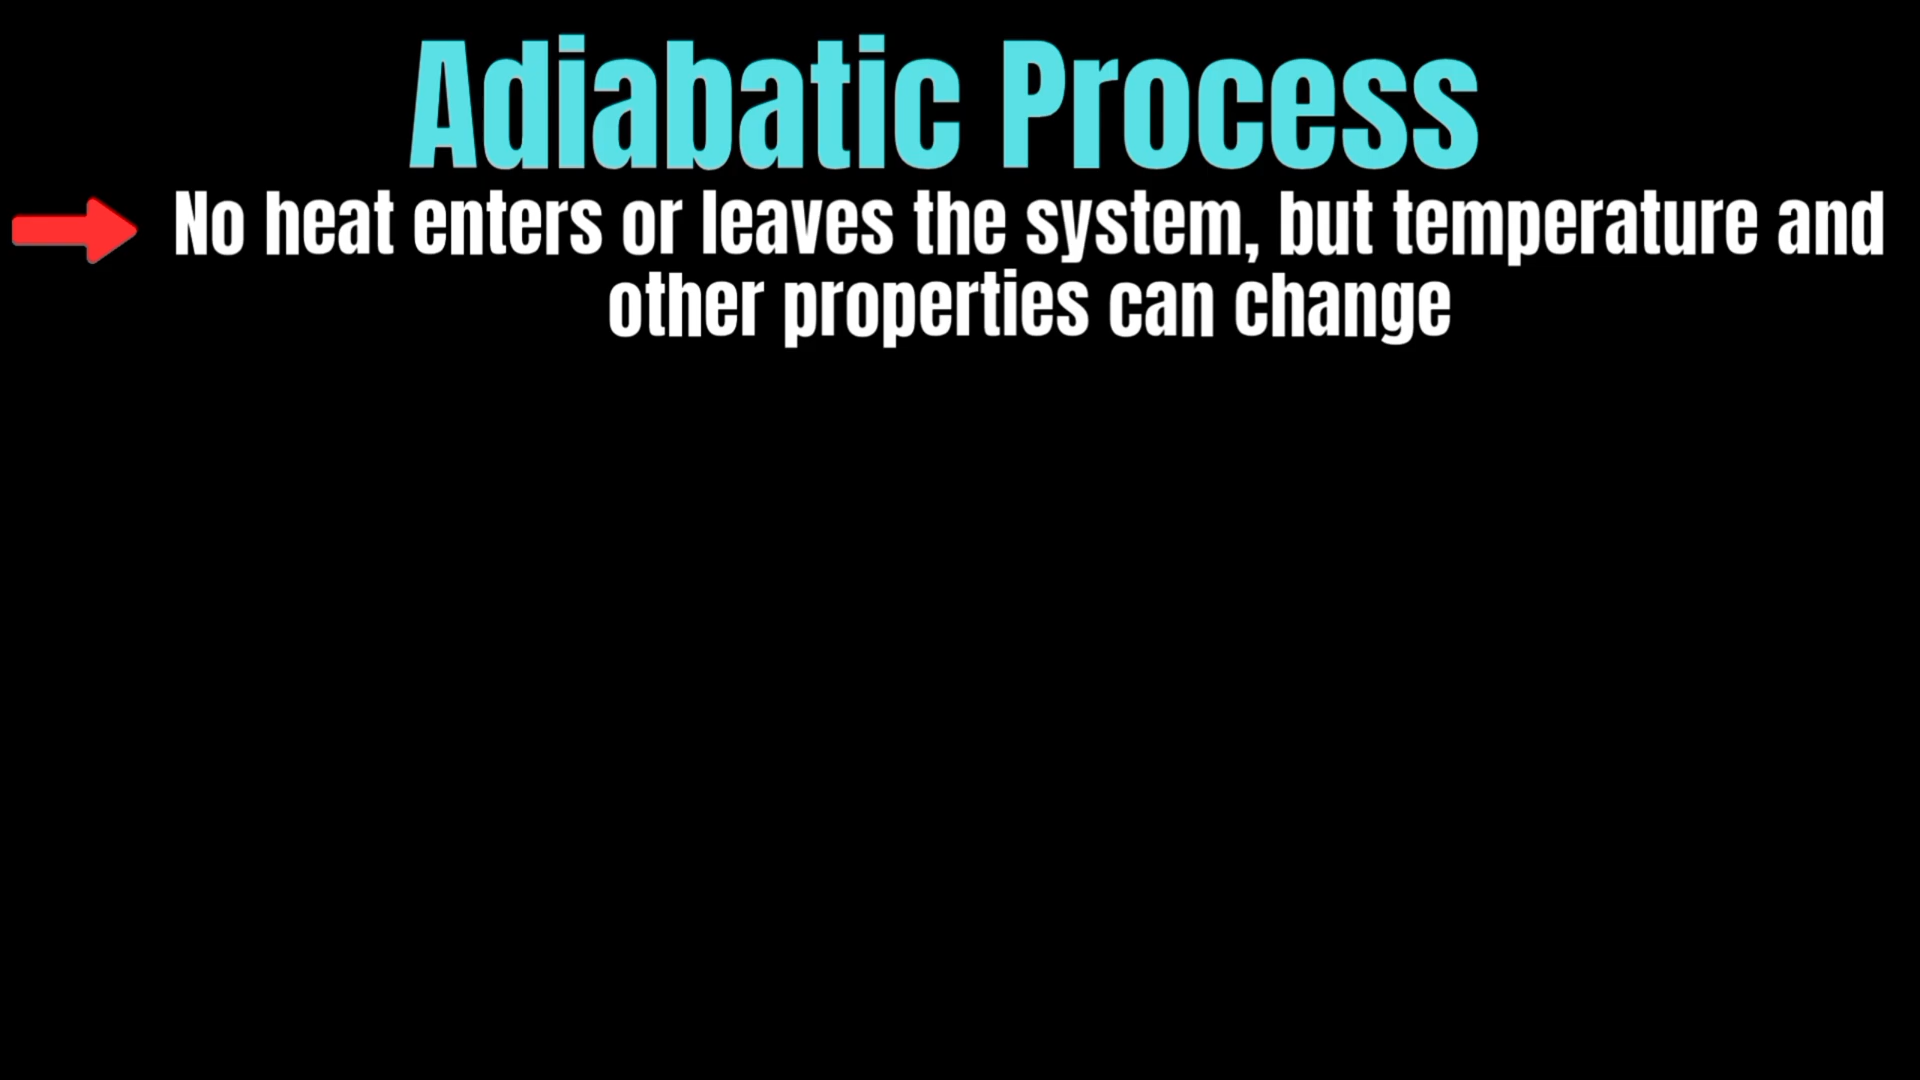 Adiabatic Process
No heat enters or leaves the system, but temperature and
other properties can change